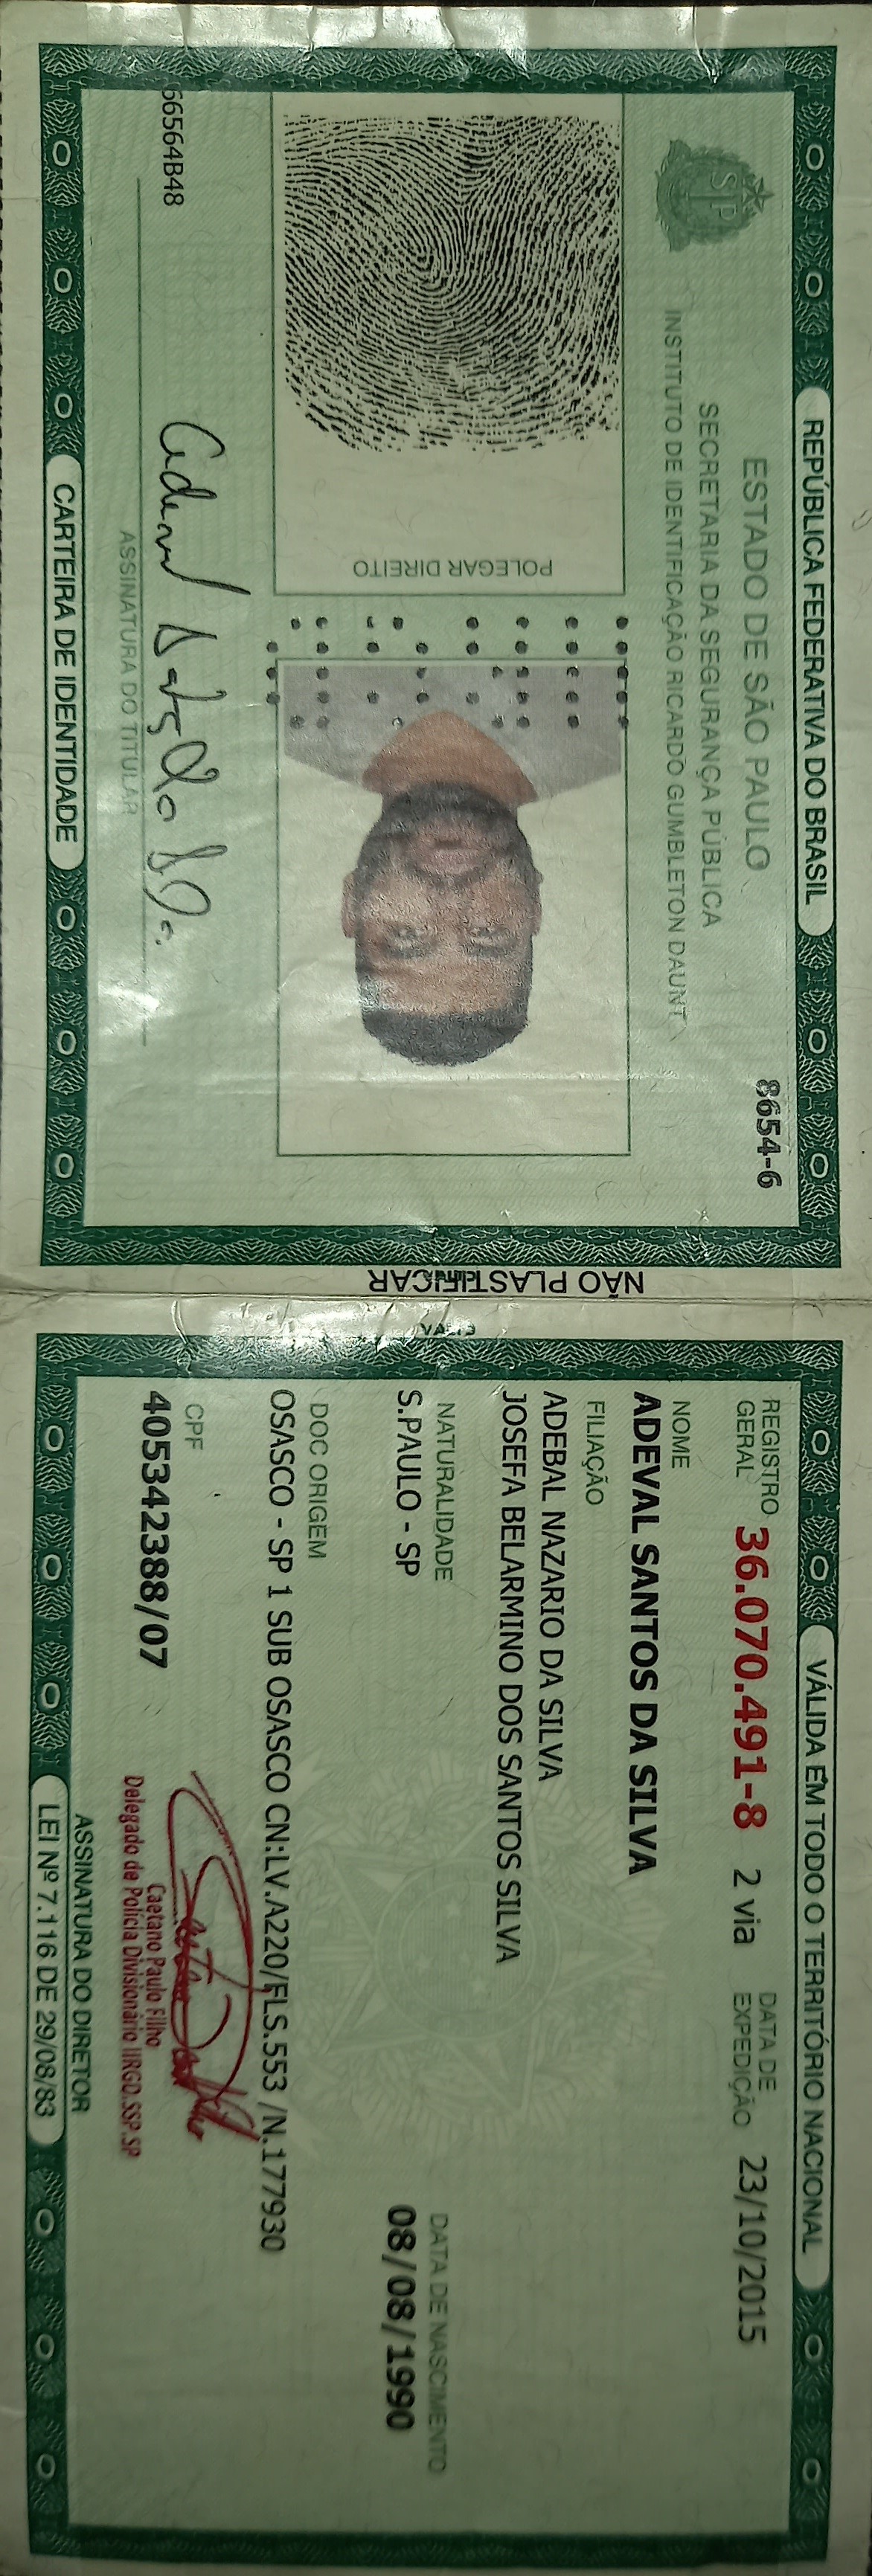 REPÚBLICA FEDERATIVA DO BRASIL
8654-6
ESTADO DE SÃO PAULO
SECRETARIA DA SEGURANÇA PÚBLICA
INSTITUTO DE IDENTIFICAÇÃO RICARDO GUMBLETON DAUNT
SP
POLEGAR DIREITO
66564B48
ASSINATURA DO TITULAR
CARTEIRA DE IDENTIDADE
NÃO PLASTIFICAR
VÁLIDA EM TODO O TERRITÓRIO NACIONAL
REGISTRO GERAL 36.070.491-8 2 via DATA DE EXPEDIÇÃO 23/10/2015
NOME
ADEVAL SANTOS DA SILVA
FILIAÇÃO
ADEBAL NAZARIO DA SILVA
JOSEFA BELARMINO DOS SANTOS SILVA
NATURALIDADE DATA DE NASCIMENTO
S.PAULO - SP 08/08/1990
DOC ORIGEM
OSASCO - SP 1 SUB OSASCO CN:LV.A220/FLS.553 /N.177930
CPF
405342388/07
Caetano Paulo Filho
Delegado de Polícia Divisionário IIRGD.SSP.SP
ASSINATURA DO DIRETOR
LEI Nº 7.116 DE 29/08/83